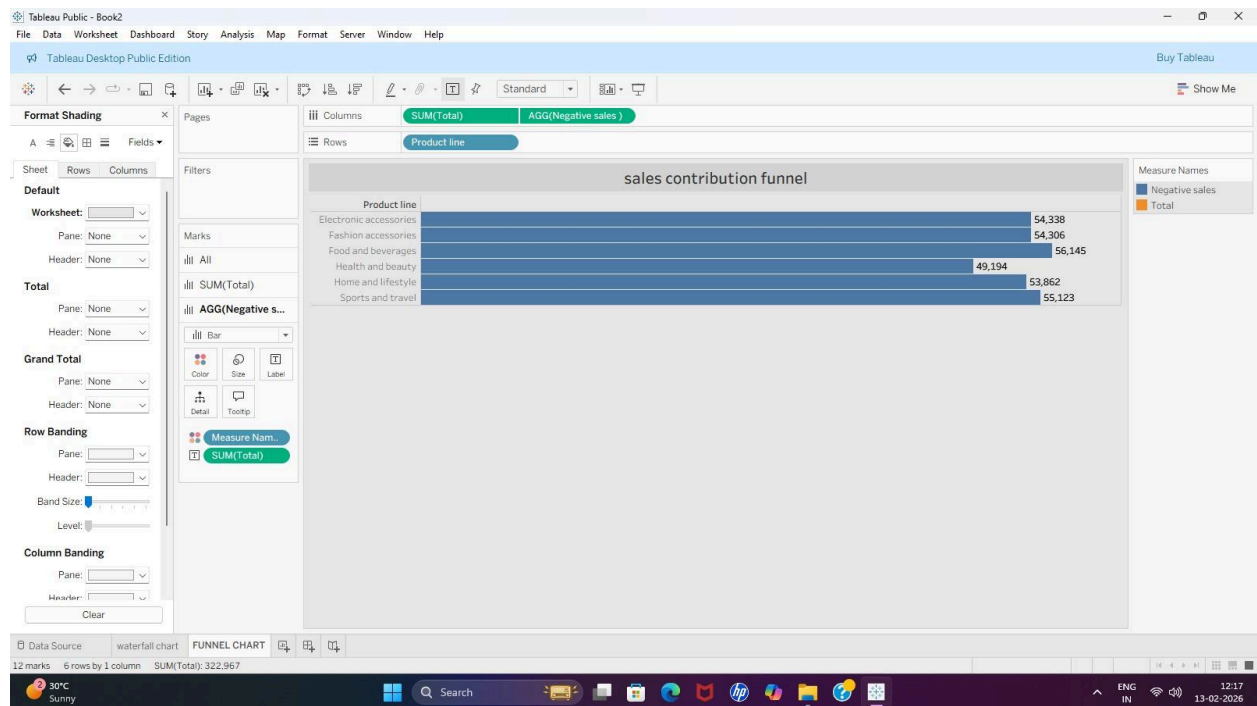 Tableau Public - Book2
File Data Worksheet Dashboard Story Analysis Map Format Server Window Help
Tableau Desktop Public Edition
Buy Tableau
Standard
Show Me
Format Shading
Fields
Sheet Rows Columns
Default
Worksheet:
Pane: None
Header: None
Total
Pane: None
Header: None
Grand Total
Pane: None
Header: None
Row Banding
Pane:
Header:
Band Size:
Level:
Column Banding
Pane:
Header:
Clear
Pages
Filters
Marks
All
SUM(Total)
AGG(Negative s...
Bar
Color Size Label
Detail Tooltip
Measure Nam..
SUM(Total)
Columns SUM(Total) AGG(Negative sales )
Rows Product line
sales contribution funnel
Product line
Electronic accessories 54,338
Fashion accessories 54,306
Food and beverages 56,145
Health and beauty 49,194
Home and lifestyle 53,862
Sports and travel 55,123
Measure Names
Negative sales
Total
Data Source waterfall chart FUNNEL CHART
12 marks 6 rows by 1 column SUM(Total): 322,967
2
30°C
Sunny
Search
hp
ENG
IN
12:17
13-02-2026